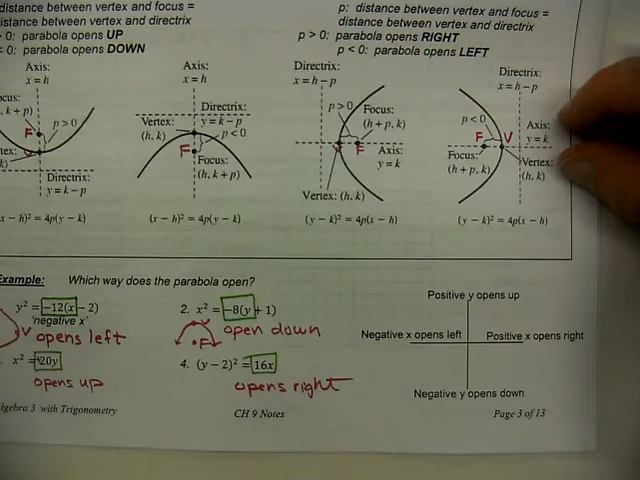 distance between vertex and focus =
distance between vertex and directrix
> 0: parabola opens UP
< 0: parabola opens DOWN
p: distance between vertex and focus =
distance between vertex and directrix
p > 0: parabola opens RIGHT
p < 0: parabola opens LEFT
Axis:
x = h
, k + p)
F
p > 0
k)
Directrix:
y = k − p
x − h)² = 4p(y − k)
Axis:
x = h
Directrix:
y = k − p
Vertex:
(h, k)
p < 0
F
Focus:
(h, k + p)
(x − h)² = 4p(y − k)
Directrix:
x = h − p
p > 0
Focus:
(h + p, k)
F
Axis:
y = k
Vertex: (h, k)
(y − k)² = 4p(x − h)
Directrix:
x = h − p
p < 0
Axis:
y = k
F V
Focus:
(h + p, k)
Vertex:
(h, k)
(y − k)² = 4p(x − h)
Example: Which way does the parabola open?
y² = −12(x − 2)
'negative x'
V
opens left
2. x² = −8(y + 1)
V
F
open down
x² = 20y
opens up
4. (y − 2)² = 16x
opens right
Positive y opens up
Negative x opens left
Positive x opens right
Negative y opens down
lgebra 3 with Trigonometry
CH 9 Notes
Page 3 of 13